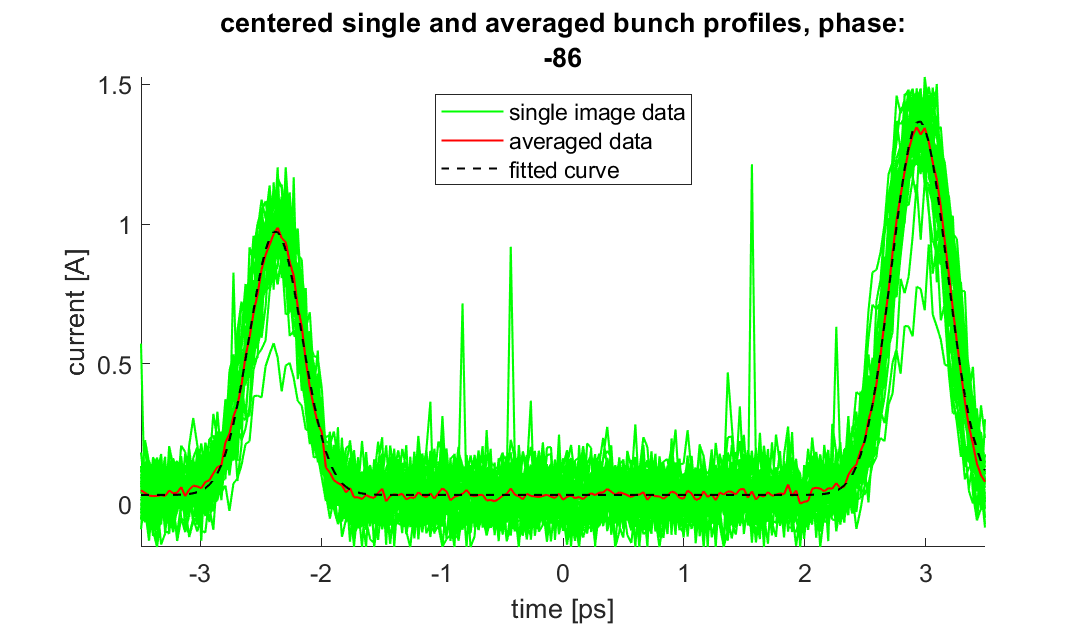 centered single and averaged bunch profiles, phase:
-86
single image data
averaged data
fitted curve
current [A]
1.5
1
0.5
0
-3
-2
-1
0
1
2
3
time [ps]